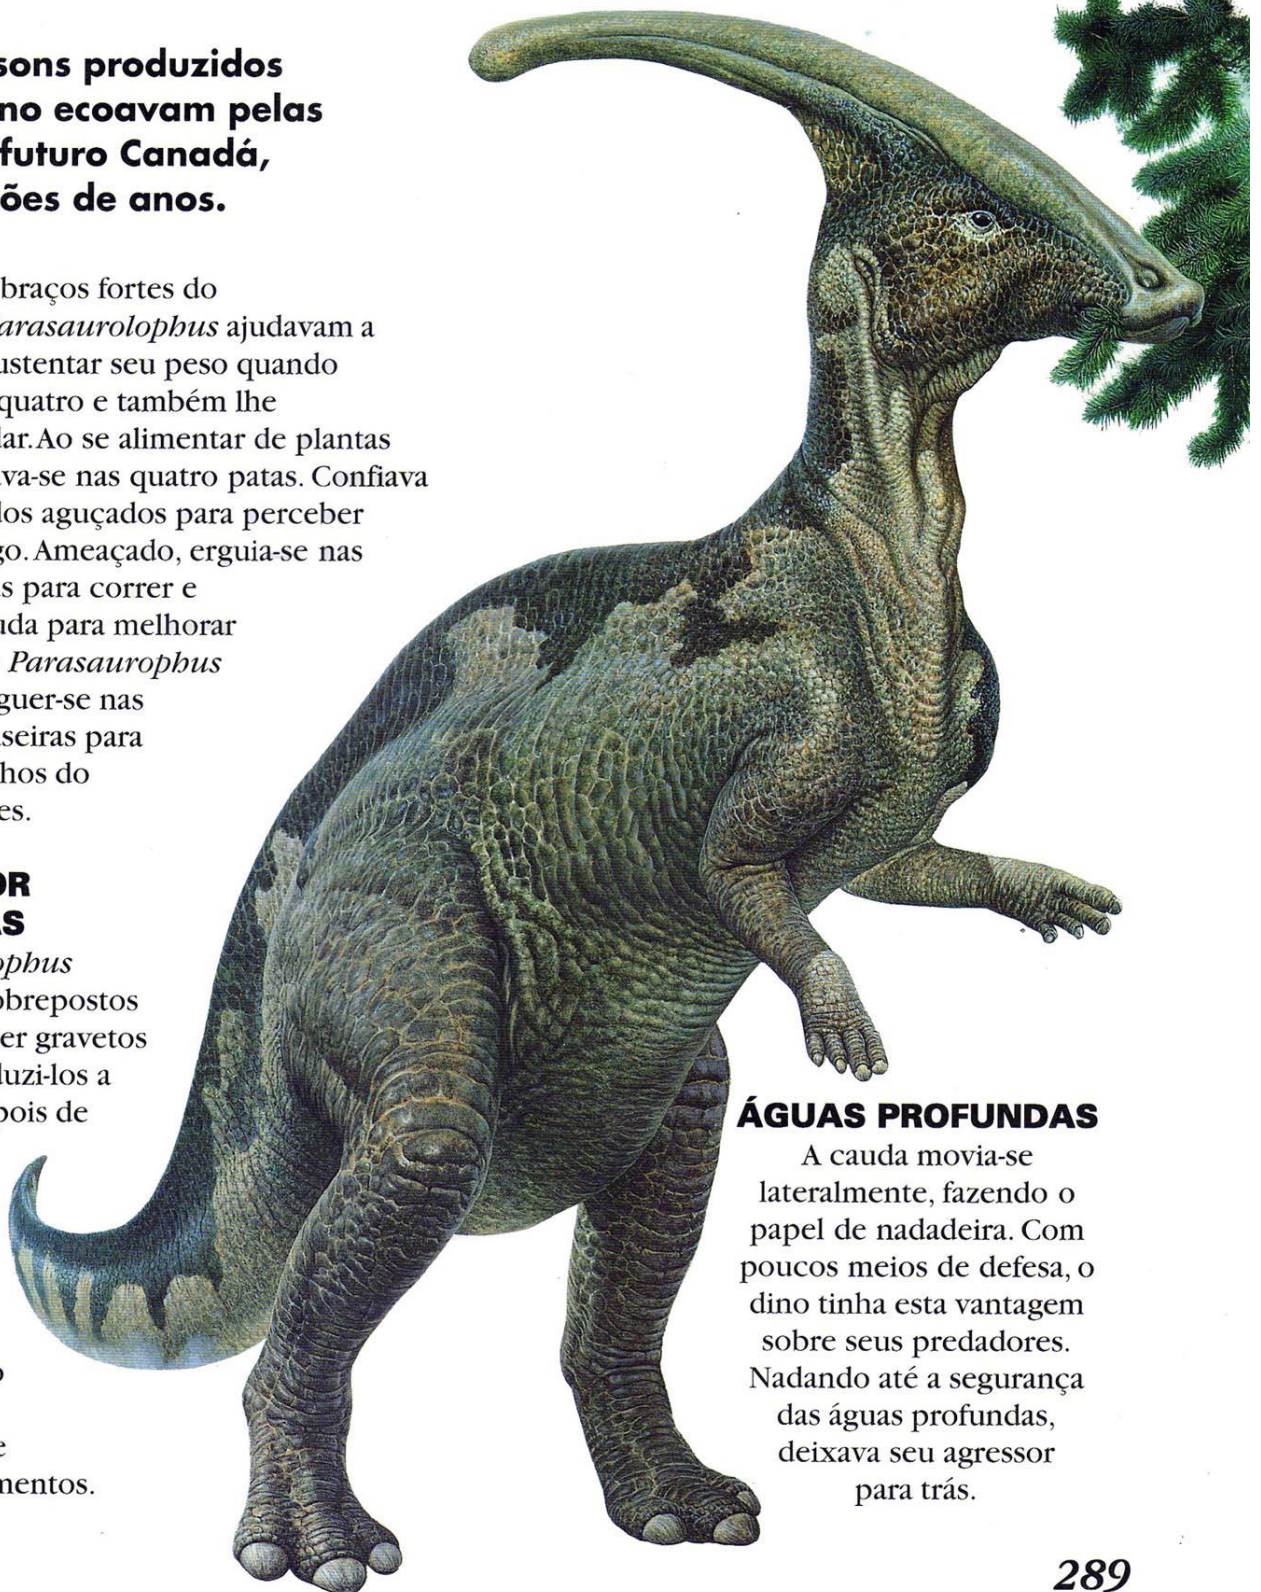 sons produzidos
no ecoavam pelas
futuro Canadá,
ões de anos.
braços fortes do
arasaurolophus ajudavam a
ustentar seu peso quando
quatro e também lhe
lar. Ao se alimentar de plantas
va-se nas quatro patas. Confiava
dos aguçados para perceber
go. Ameaçado, erguia-se nas
s para correr e
uda para melhorar
Parasaurophus
guer-se nas
seiras para
hos do
es.
OR
AS
ophus
obrepostos
er gravetos
duzi-los a
pois de
o
e
mentos.
ÁGUAS PROFUNDAS
A cauda movia-se
lateralmente, fazendo o
papel de nadadeira. Com
poucos meios de defesa, o
dino tinha esta vantagem
sobre seus predadores.
Nadando até a segurança
das águas profundas,
deixava seu agressor
para trás.
289